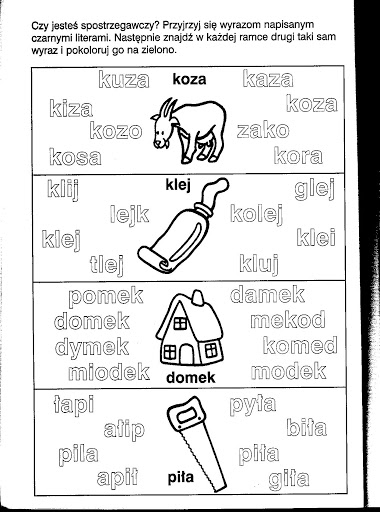 Czy jesteś spostrzegawczy? Przyjrzyj się wyrazom napisanym
czarnymi literami. Następnie znajdź w każdej ramce drugi taki sam
wyraz i pokoloruj go na zielono.
kuza koza kaza
kiza koza
kozo zako
kosa kora
klij klej glej
lejk kolej
klej klei
tlej kluj
pomek damek
domek mekod
dymek komed
miodek domek modek
łapi pyła
ałip biła
pila piła
apił piła giła